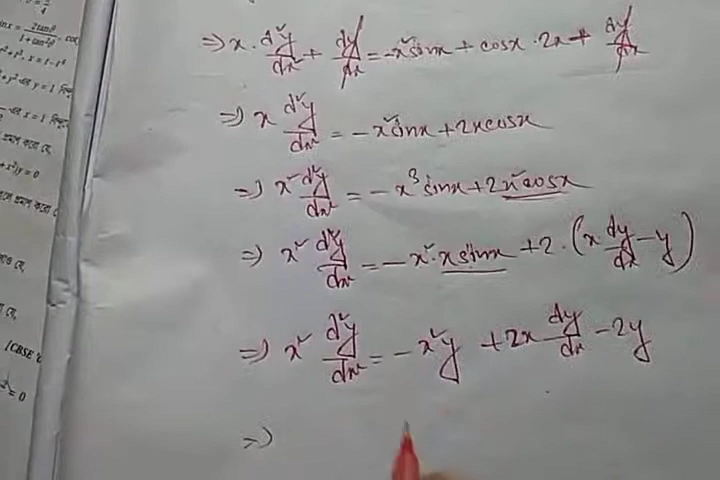 ⇒ x · d²y/dx² + dy/dx = -x² sinx + cosx · 2x + dy/dx
⇒ x d²y/dx² = -x² sinx + 2x cosx
⇒ x² d²y/dx² = -x³ sinx + 2x² cosx
⇒ x² d²y/dx² = -x² · x sinx + 2 · (x dy/dx - y)
⇒ x² d²y/dx² = -x² y + 2x dy/dx - 2y
⇒
[CBSE